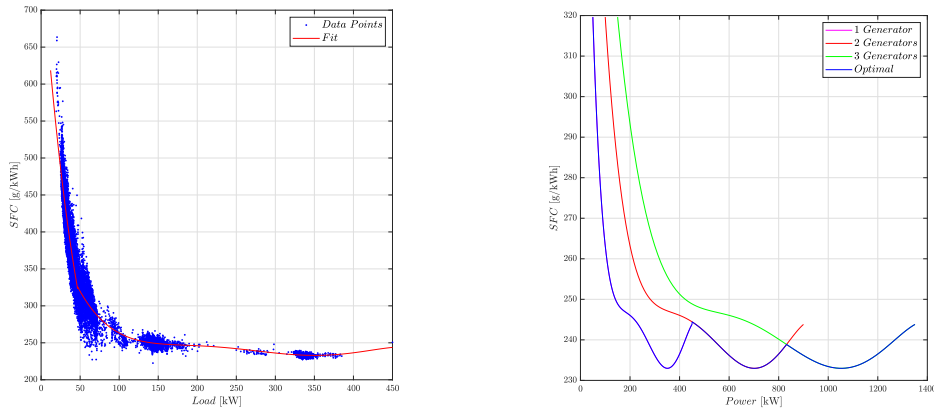 700
650
600
550
500
450
400
350
300
250
200
SFC [g/kWh]
0 50 100 150 200 250 300 350 400 450
Load [kW]
Data Points
Fit
320
310
300
290
280
270
260
250
240
230
SFC [g/kWh]
0 200 400 600 800 1000 1200 1400
Power [kW]
1 Generator
2 Generators
3 Generators
Optimal